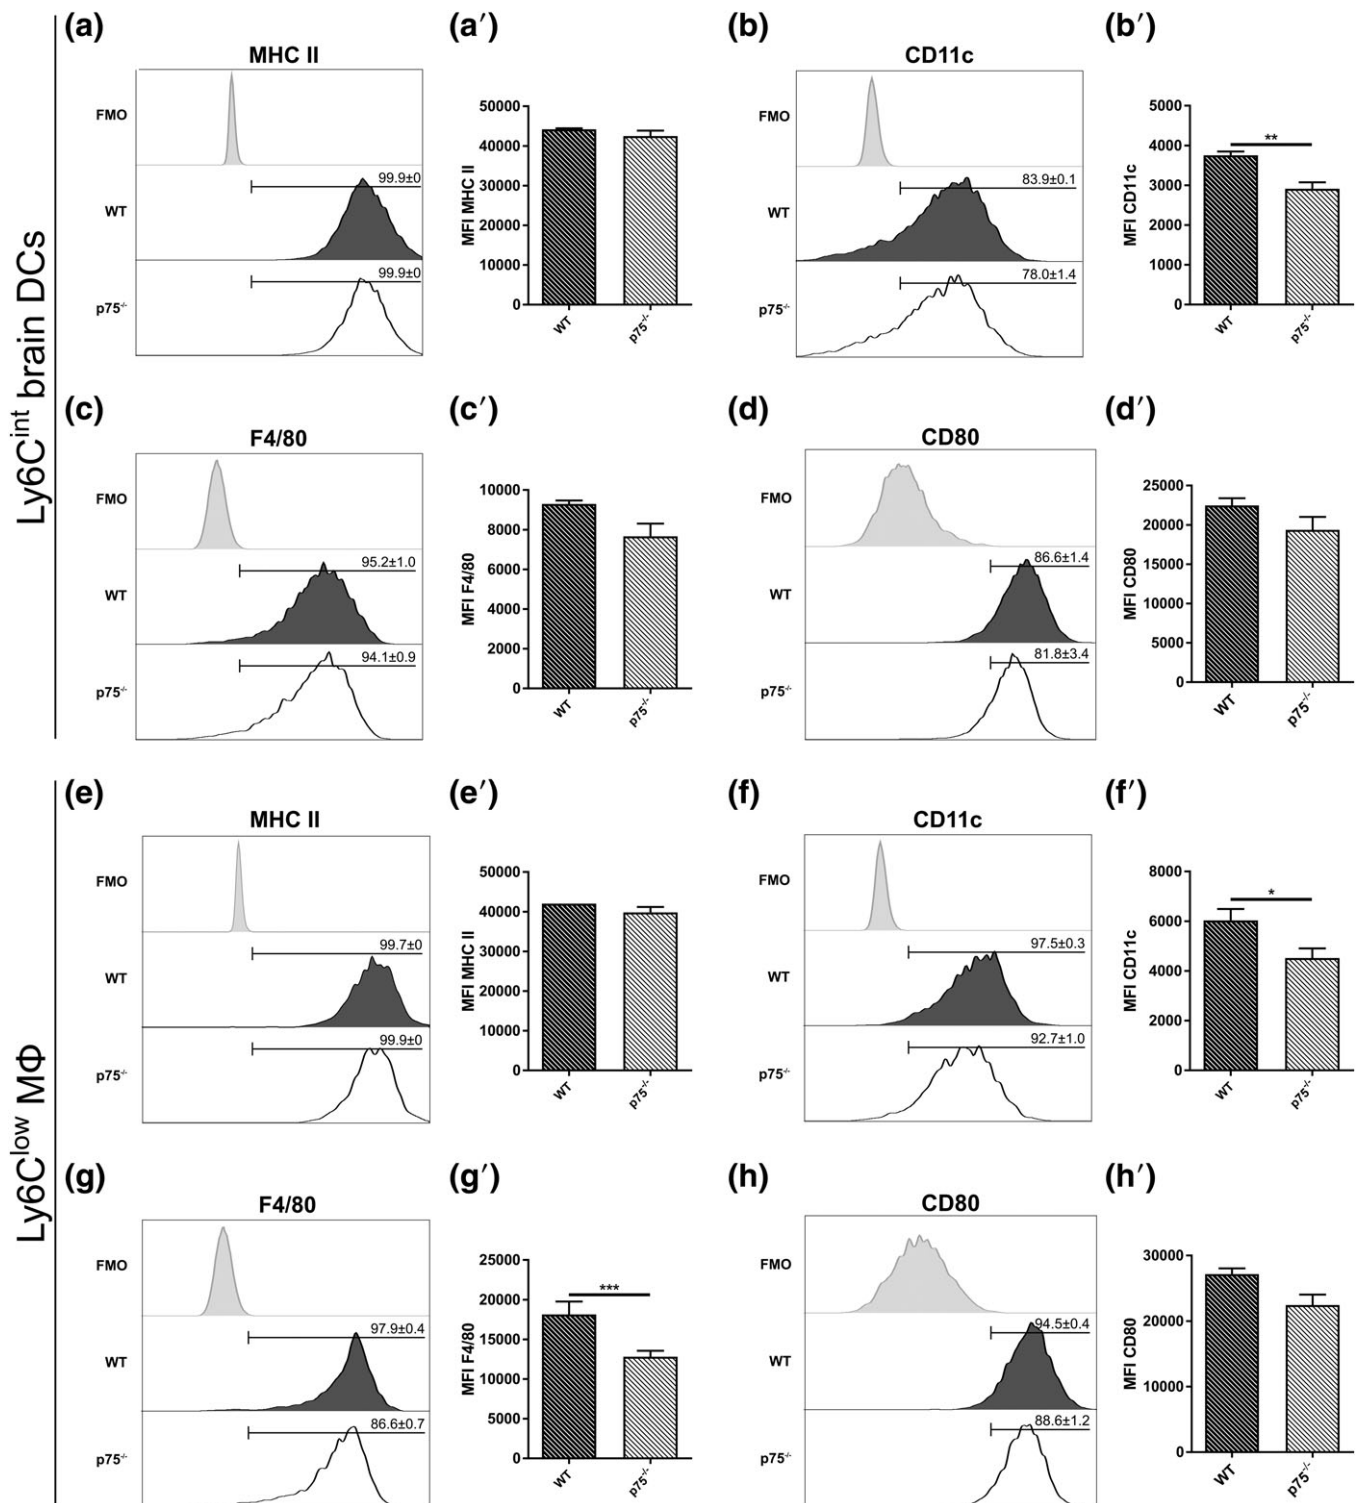 Ly6Cint brain DCs
(a)
MHC II
FMO
WT
99.9±0
p75-/-
99.9±0
(a′)
MFI MHC II
50000
40000
30000
20000
10000
0
WT
p75-/-
(b)
CD11c
FMO
WT
83.9±0.1
p75-/-
78.0±1.4
(b′)
MFI CD11c
5000
4000
3000
2000
1000
0
**
WT
p75-/-
(c)
F4/80
FMO
WT
95.2±1.0
p75-/-
94.1±0.9
(c′)
MFI F4/80
10000
8000
6000
4000
2000
0
WT
p75-/-
(d)
CD80
FMO
WT
86.6±1.4
p75-/-
81.8±3.4
(d′)
MFI CD80
25000
20000
15000
10000
5000
0
WT
p75-/-
Ly6Clow MΦ
(e)
MHC II
FMO
WT
99.7±0
p75-/-
99.9±0
(e′)
MFI MHC II
50000
40000
30000
20000
10000
0
WT
p75-/-
(f)
CD11c
FMO
WT
97.5±0.3
p75-/-
92.7±1.0
(f′)
MFI CD11c
8000
6000
4000
2000
0
*
WT
p75-/-
(g)
F4/80
FMO
WT
97.9±0.4
p75-/-
86.6±0.7
(g′)
MFI F4/80
25000
20000
15000
10000
5000
0
***
WT
p75-/-
(h)
CD80
FMO
WT
94.5±0.4
p75-/-
88.6±1.2
(h′)
MFI CD80
30000
20000
10000
0
WT
p75-/-